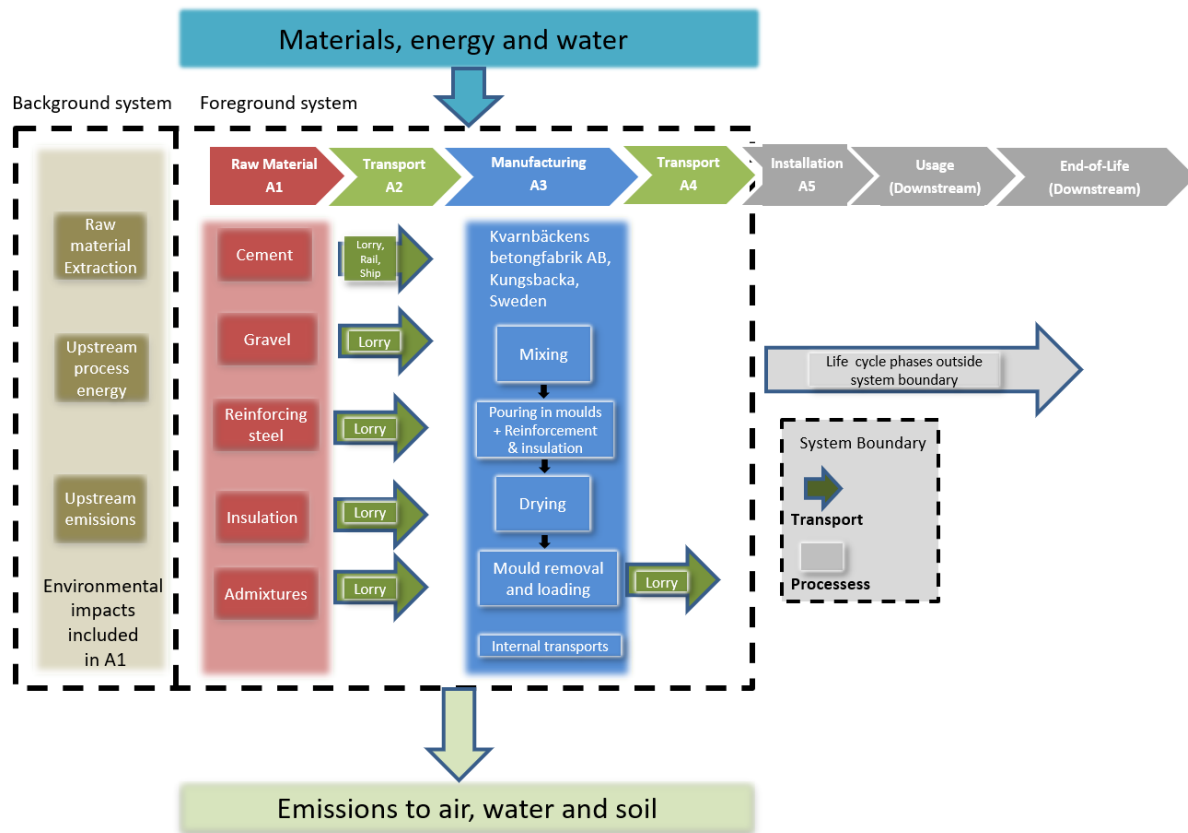 Materials, energy and water
Background system
Foreground system
Raw Material
A1
Transport
A2
Manufacturing
A3
Transport
A4
Installation
A5
Usage
(Downstream)
End-of-Life
(Downstream)
Raw
material
Extraction
Upstream
process
energy
Upstream
emissions
Environmental
impacts
included
in A1
Cement
Gravel
Reinforcing
steel
Insulation
Admixtures
Lorry,
Rail,
Ship
Lorry
Lorry
Lorry
Lorry
Kvarnbäckens
betongfabrik AB,
Kungsbacka,
Sweden
Mixing
Pouring in moulds
+ Reinforcement
& insulation
Drying
Mould removal
and loading
Internal transports
Lorry
Life cycle phases outside
system boundary
System Boundary
Transport
Processess
Emissions to air, water and soil